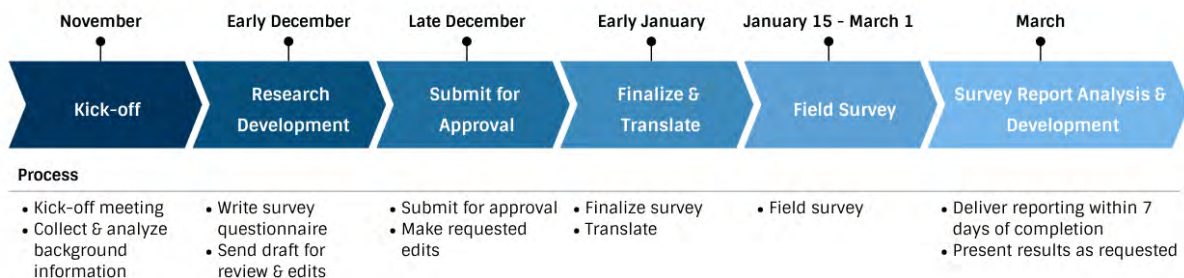 November
Early December
Late December
Early January
January 15 - March 1
March
Kick-off
Research
Development
Submit for
Approval
Finalize &
Translate
Field Survey
Survey Report Analysis &
Development
Process
• Kick-off meeting
• Collect & analyze
background
information
• Write survey
questionnaire
• Send draft for
review & edits
• Submit for approval
• Make requested
edits
• Finalize survey
• Translate
• Field survey
• Deliver reporting within 7
days of completion
• Present results as requested